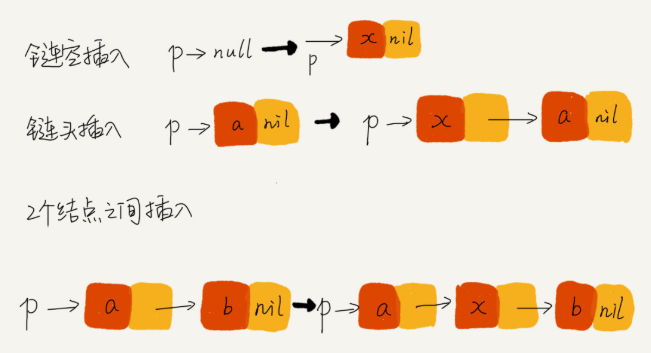 链空插入 p→null → p→ x nil
链头插入 p→ a nil → p→ x → a nil
2个结点之间插入
p→ a → b nil → p→ a → x → b nil